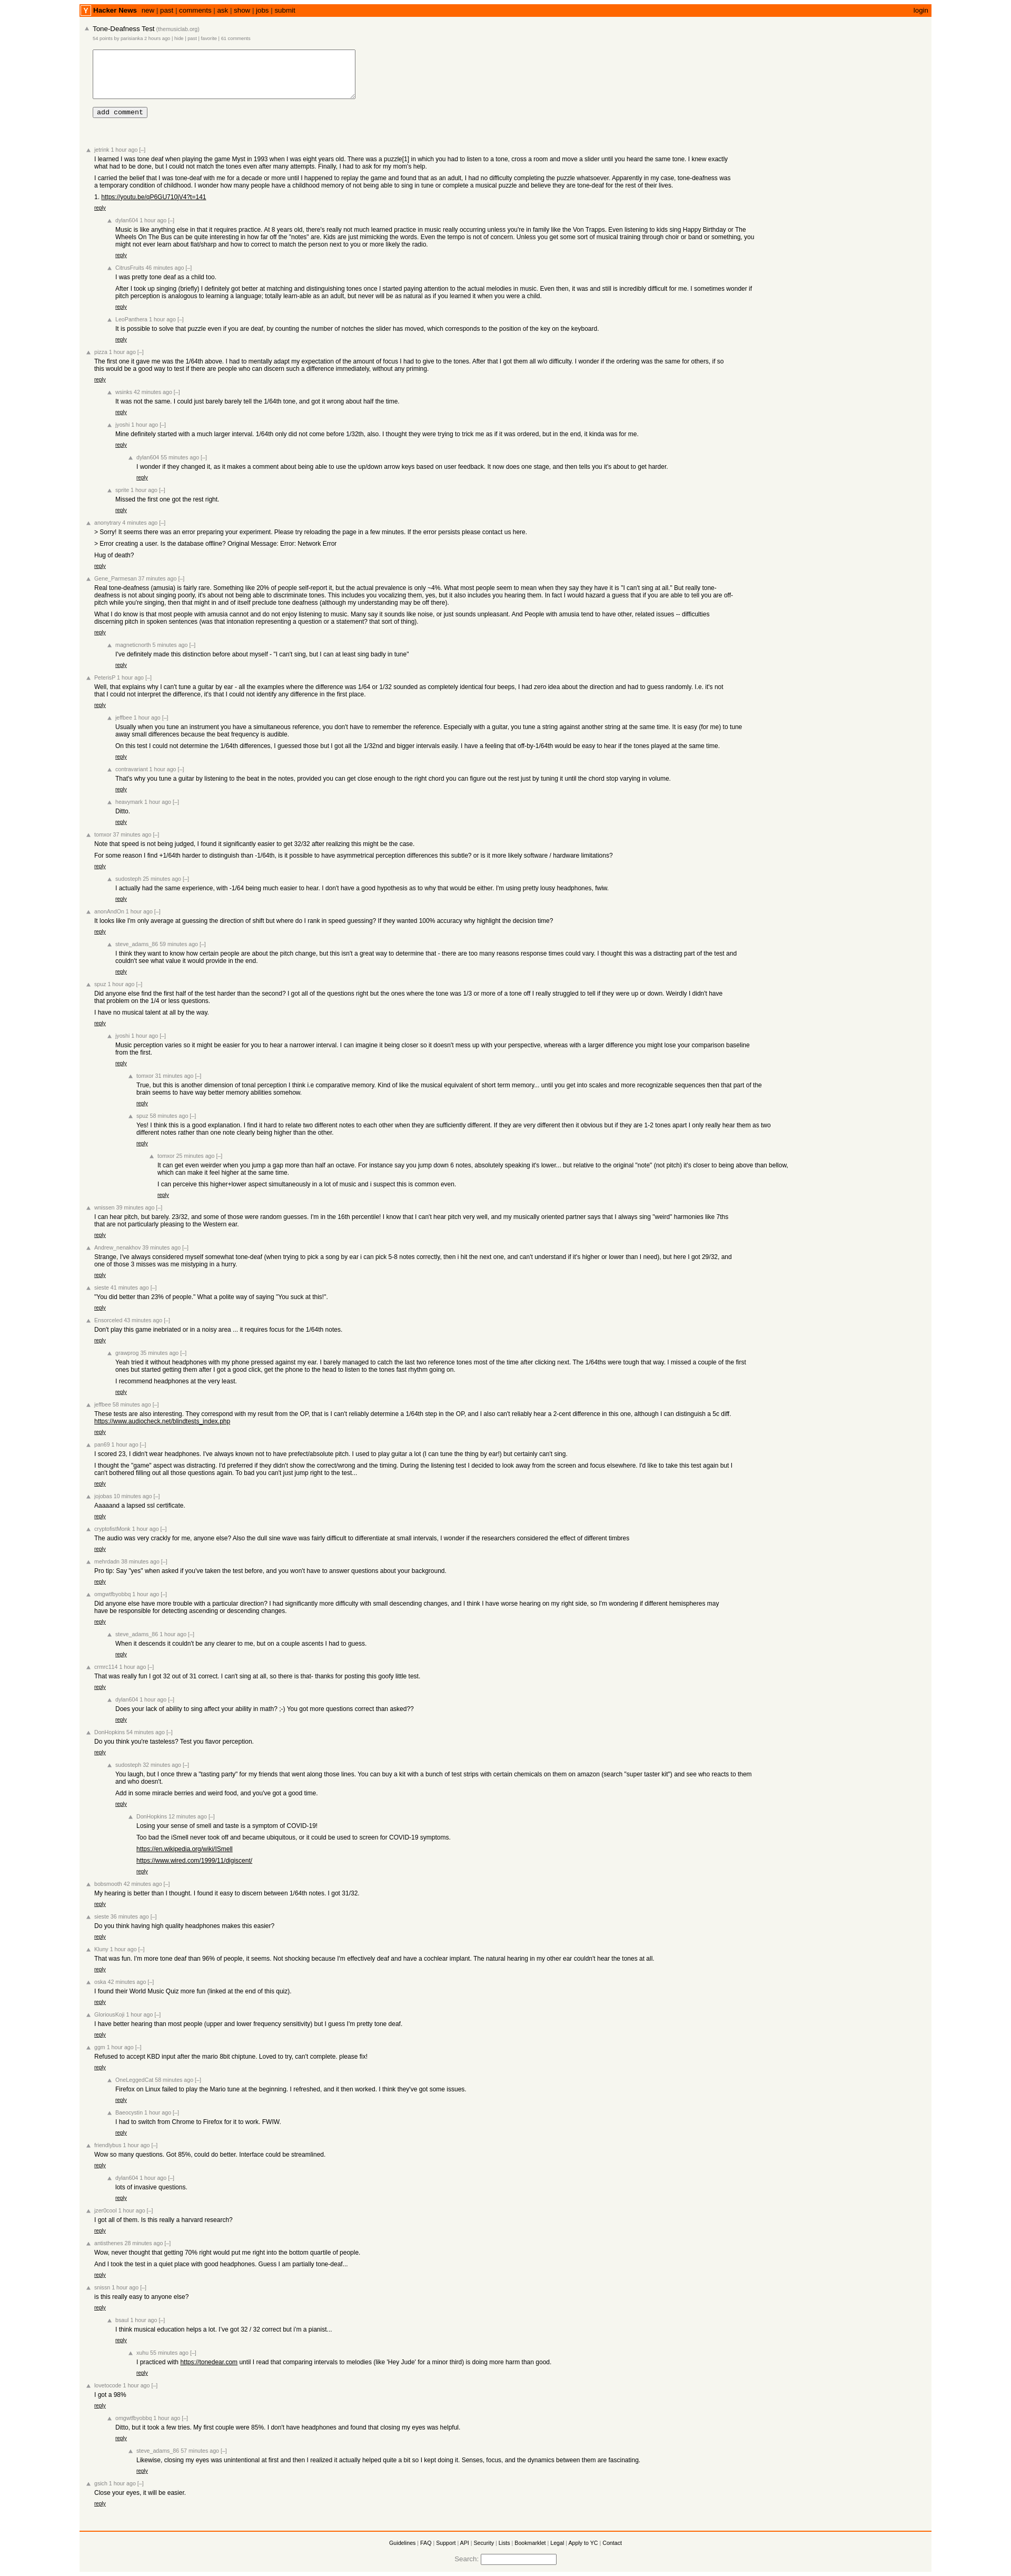 Y Hacker News new | past | comments | ask | show | jobs | submit login
Tone-Deafness Test (themusiclab.org)
64 points by parisianka 2 hours ago | hide | past | favorite | 61 comments
add comment
jetrink 1 hour ago [–]
I learned I was tone deaf when playing the game Myst in 1993 when I was eight years old. There was a puzzle[1] in which you had to listen to a tone, cross a room and move a slider until you heard the same tone. I knew exactly
what had to be done, but I could not match the tones even after many attempts. Finally, I had to ask for my mom's help.
I carried the belief that I was tone-deaf with me for a decade or more until I happened to replay the game and found that as an adult, I had no difficulty completing the puzzle whatsoever. Apparently in my case, tone-deafness was
a temporary condition of childhood. I wonder how many people have a childhood memory of not being able to sing in tune or complete a musical puzzle and believe they are tone-deaf for the rest of their lives.
1. https://youtu.be/qP6GU710lV4?t=141
reply
dylan604 1 hour ago [–]
Music is like anything else in that it requires practice. At 8 years old, there's really not much learned practice in music really occurring unless you're in family like the Von Trapps. Even listening to kids sing Happy Birthday or The
Wheels On The Bus can be quite interesting in how far off the "notes" are. Kids are just mimicking the words. Even the tempo is not of concern. Unless you get some sort of musical training through choir or band or something, you
might not ever learn about flat/sharp and how to correct to match the person next to you or more likely the radio.
reply
CitrusFruits 46 minutes ago [–]
I was pretty tone deaf as a child too.
After I took up singing (briefly) I definitely got better at matching and distinguishing tones once I started paying attention to the actual melodies in music. Even then, it was and still is incredibly difficult for me. I sometimes wonder if
pitch perception is analogous to learning a language; totally learn-able as an adult, but never will be as natural as if you learned it when you were a child.
reply
LeoPanthera 1 hour ago [–]
It is possible to solve that puzzle even if you are deaf, by counting the number of notches the slider has moved, which corresponds to the position of the key on the keyboard.
reply
pizza 1 hour ago [–]
The first one it gave me was the 1/64th above. I had to mentally adapt my expectation of the amount of focus I had to give to the tones. After that I got them all w/o difficulty. I wonder if the ordering was the same for others, if so
this would be a good way to test if there are people who can discern such a difference immediately, without any priming.
reply
wsinks 42 minutes ago [–]
It was not the same. I could just barely barely tell the 1/64th tone, and got it wrong about half the time.
reply
jyoshi 1 hour ago [–]
Mine definitely started with a much larger interval. 1/64th only did not come before 1/32th, also. I thought they were trying to trick me as if it was ordered, but in the end, it kinda was for me.
reply
dylan604 55 minutes ago [–]
I wonder if they changed it, as it makes a comment about being able to use the up/down arrow keys based on user feedback. It now does one stage, and then tells you it's about to get harder.
reply
sprite 1 hour ago [–]
Missed the first one got the rest right.
reply
anonyirary 4 minutes ago [–]
> Sorry! It seems there was an error preparing your experiment. Please try reloading the page in a few minutes. If the error persists please contact us here.
> Error creating a user. Is the database offline? Original Message: Error: Network Error
Hug of death?
reply
Gene_Parmesan 37 minutes ago [–]
Real tone-deafness (amusia) is fairly rare. Something like 20% of people self-report it, but the actual prevalence is only ~4%. What most people seem to mean when they say they have it is "I can't sing at all." But really tone-
deafness is not about singing poorly, it's about not being able to discriminate tones. This includes you vocalizing them, yes, but it also includes you hearing them. In fact I would hazard a guess that if you are able to tell you are off-
pitch while you're singing, then that might in and of itself preclude tone deafness (although my understanding may be off there).
What I do know is that most people with amusia cannot and do not enjoy listening to music. Many say it sounds like noise, or just sounds unpleasant. And People with amusia tend to have other, related issues -- difficulties
discerning pitch in spoken sentences (was that intonation representing a question or a statement? that sort of thing).
reply
magneticnorth 5 minutes ago [–]
I've definitely made this distinction before about myself - "I can't sing, but I can at least sing badly in tune"
reply
PeterisP 1 hour ago [–]
Well, that explains why I can't tune a guitar by ear - all the examples where the difference was 1/64 or 1/32 sounded as completely identical four beeps, I had zero idea about the direction and had to guess randomly. I.e. it's not
that I could not interpret the difference, it's that I could not identify any difference in the first place.
reply
jeffbee 1 hour ago [–]
Usually when you tune an instrument you have a simultaneous reference, you don't have to remember the reference. Especially with a guitar, you tune a string against another string at the same time. It is easy (for me) to tune
away small differences because the beat frequency is audible.
On this test I could not determine the 1/64th differences, I guessed those but I got all the 1/32nd and bigger intervals easily. I have a feeling that off-by-1/64th would be easy to hear if the tones played at the same time.
reply
contravariant 1 hour ago [–]
That's why you tune a guitar by listening to the beat in the notes, provided you can get close enough to the right chord you can figure out the rest just by tuning it until the chord stop varying in volume.
reply
heavymark 1 hour ago [–]
Ditto.
reply
tomxor 37 minutes ago [–]
Note that speed is not being judged, I found it significantly easier to get 32/32 after realizing this might be the case.
For some reason I find +1/64th harder to distinguish than -1/64th, is it possible to have asymmetrical perception differences this subtle? or is it more likely software / hardware limitations?
reply
sudosteph 25 minutes ago [–]
I actually had the same experience, with -1/64 being much easier to hear. I don't have a good hypothesis as to why that would be either. I'm using pretty lousy headphones, fwiw.
reply
anonAndOn 1 hour ago [–]
It looks like I'm only average at guessing the direction of shift but where do I rank in speed guessing? If they wanted 100% accuracy why highlight the decision time?
reply
steve_adams_86 59 minutes ago [–]
I think they want to know how certain people are about the pitch change, but this isn't a great way to determine that - there are too many reasons response times could vary. I thought this was a distracting part of the test and
couldn't see what value it would provide in the end.
reply
spuz 1 hour ago [–]
Did anyone else find the first half of the test harder than the second? I got all of the questions right but the ones where the tone was 1/3 or more of a tone off I really struggled to tell if they were up or down. Weirdly I didn't have
that problem on the 1/4 or less questions.
I have no musical talent at all by the way.
reply
jyoshi 1 hour ago [–]
Music perception varies so it might be easier for you to hear a narrower interval. I can imagine it being closer so it doesn't mess up with your perspective, whereas with a larger difference you might lose your comparison baseline
from the first.
reply
tomxor 31 minutes ago [–]
True, but this is another dimension of tonal perception I think i.e comparative memory. Kind of like the musical equivalent of short term memory... until you get into scales and more recognizable sequences then that part of the
brain seems to have way better memory abilities somehow.
reply
spuz 58 minutes ago [–]
Yes! I think this is a good explanation. I find it hard to relate two different notes to each other when they are sufficiently different. If they are very different then it obvious but if they are 1-2 tones apart I only really hear them as two
different notes rather than one note clearly being higher than the other.
reply
tomxor 25 minutes ago [–]
It can get even weirder when you jump a gap more than half an octave. For instance say you jump down 6 notes, absolutely speaking it's lower... but relative to the original "note" (not pitch) it's closer to being above than bellow,
which can make it feel higher at the same time.
I can perceive this higher+lower aspect simultaneously in a lot of music and i suspect this is common even.
reply
wnissen 39 minutes ago [–]
I can hear pitch, but barely. 23/32, and some of those were random guesses. I'm in the 16th percentile! I know that I can't hear pitch very well, and my musically oriented partner says that I always sing "weird" harmonies like 7ths
that are not particularly pleasing to the Western ear.
reply
Andrew_nenakhov 39 minutes ago [–]
Strange, I've always considered myself somewhat tone-deaf (when trying to pick a song by ear i can pick 5-8 notes correctly, then i hit the next one, and can't understand if it's higher or lower than I need), but here I got 29/32, and
one of those 3 misses was me mistyping in a hurry.
reply
sieste 41 minutes ago [–]
"You did better than 23% of people." What a polite way of saying "You suck at this!".
reply
Ensorceled 43 minutes ago [–]
Don't play this game inebriated or in a noisy area ... it requires focus for the 1/64th notes.
reply
grawprog 35 minutes ago [–]
Yeah tried it without headphones with my phone pressed against my ear. I barely managed to catch the last two reference tones most of the time after clicking next. The 1/64ths were tough that way. I missed a couple of the first
ones but started getting them after I got a good click, get the phone to the head to listen to the tones fast rhythm going on.
I recommend headphones at the very least.
reply
jeffbee 58 minutes ago [–]
These tests are also interesting. They correspond with my result from the OP, that is I can't reliably determine a 1/64th step in the OP, and I also can't reliably hear a 2-cent difference in this one, although I can distinguish a 5c diff.
https://www.audiocheck.net/blindtests_index.php
reply
pan69 1 hour ago [–]
I scored 23, I didn't wear headphones. I've always known not to have prefect/absolute pitch. I used to play guitar a lot (I can tune the thing by ear!) but certainly can't sing.
I thought the "game" aspect was distracting. I'd preferred if they didn't show the correct/wrong and the timing. During the listening test I decided to look away from the screen and focus elsewhere. I'd like to take this test again but I
can't bothered filling out all those questions again. To bad you can't just jump right to the test...
reply
jojobas 10 minutes ago [–]
Aaaaand a lapsed ssl certificate.
reply
cryptofistMonk 1 hour ago [–]
The audio was very crackly for me, anyone else? Also the dull sine wave was fairly difficult to differentiate at small intervals, I wonder if the researchers considered the effect of different timbres
reply
mehrdadn 38 minutes ago [–]
Pro tip: Say "yes" when asked if you've taken the test before, and you won't have to answer questions about your background.
reply
omgwtfbyobbq 1 hour ago [–]
Did anyone else have more trouble with a particular direction? I had significantly more difficulty with small descending changes, and I think I have worse hearing on my right side, so I'm wondering if different hemispheres may
have be responsible for detecting ascending or descending changes.
reply
steve_adams_86 1 hour ago [–]
When it descends it couldn't be any clearer to me, but on a couple ascents I had to guess.
reply
crmrc114 1 hour ago [–]
That was really fun I got 32 out of 31 correct. I can't sing at all, so there is that- thanks for posting this goofy little test.
reply
dylan604 1 hour ago [–]
Does your lack of ability to sing affect your ability in math? ;-) You got more questions correct than asked??
reply
DonHopkins 54 minutes ago [–]
Do you think you're tasteless? Test you flavor perception.
reply
sudosteph 32 minutes ago [–]
You laugh, but I once threw a "tasting party" for my friends that went along those lines. You can buy a kit with a bunch of test strips with certain chemicals on them on amazon (search "super taster kit") and see who reacts to them
and who doesn't.
Add in some miracle berries and weird food, and you've got a good time.
reply
DonHopkins 12 minutes ago [–]
Losing your sense of smell and taste is a symptom of COVID-19!
Too bad the iSmell never took off and became ubiquitous, or it could be used to screen for COVID-19 symptoms.
https://en.wikipedia.org/wiki/ISmell
https://www.wired.com/1999/11/digiscent/
reply
bobsmooth 42 minutes ago [–]
My hearing is better than I thought. I found it easy to discern between 1/64th notes. I got 31/32.
reply
sieste 36 minutes ago [–]
Do you think having high quality headphones makes this easier?
reply
Kluny 1 hour ago [–]
That was fun. I'm more tone deaf than 96% of people, it seems. Not shocking because I'm effectively deaf and have a cochlear implant. The natural hearing in my other ear couldn't hear the tones at all.
reply
oska 42 minutes ago [–]
I found their World Music Quiz more fun (linked at the end of this quiz).
reply
GloriousKoji 1 hour ago [–]
I have better hearing than most people (upper and lower frequency sensitivity) but I guess I'm pretty tone deaf.
reply
ggm 1 hour ago [–]
Refused to accept KBD input after the mario 8bit chiptune. Loved to try, can't complete. please fix!
reply
OneLeggedCat 58 minutes ago [–]
Firefox on Linux failed to play the Mario tune at the beginning. I refreshed, and it then worked. I think they've got some issues.
reply
Baeocystin 1 hour ago [–]
I had to switch from Chrome to Firefox for it to work. FWIW.
reply
friendlybus 1 hour ago [–]
Wow so many questions. Got 85%, could do better. Interface could be streamlined.
reply
dylan604 1 hour ago [–]
lots of invasive questions.
reply
jzer0cool 1 hour ago [–]
I got all of them. Is this really a harvard research?
reply
antisthenes 28 minutes ago [–]
Wow, never thought that getting 70% right would put me right into the bottom quartile of people.
And I took the test in a quiet place with good headphones. Guess I am partially tone-deaf...
reply
1 hour ago [–]
is this really easy to anyone else?
reply
bsaul 1 hour ago [–]
I think musical education helps a lot. I've got 32 / 32 correct but i'm a pianist...
reply
xuhu 55 minutes ago [–]
I practiced with https://tonedear.com until I read that comparing intervals to melodies (like 'Hey Jude' for a minor third) is doing more harm than good.
reply
lovetocode 1 hour ago [–]
I got a 98%
reply
omgwtfbyobbq 1 hour ago [–]
Ditto, but it took a few tries. My first couple were 85%. I don't have headphones and found that closing my eyes was helpful.
reply
steve_adams_86 57 minutes ago [–]
Likewise, closing my eyes was unintentional at first and then I realized it actually helped quite a bit so I kept doing it. Senses, focus, and the dynamics between them are fascinating.
reply
1 hour ago [–]
Close your eyes, it will be easier.
reply
Guidelines | FAQ | Support | API | Security | Lists | Bookmarklet | Legal | Apply to YC | Contact
Search: